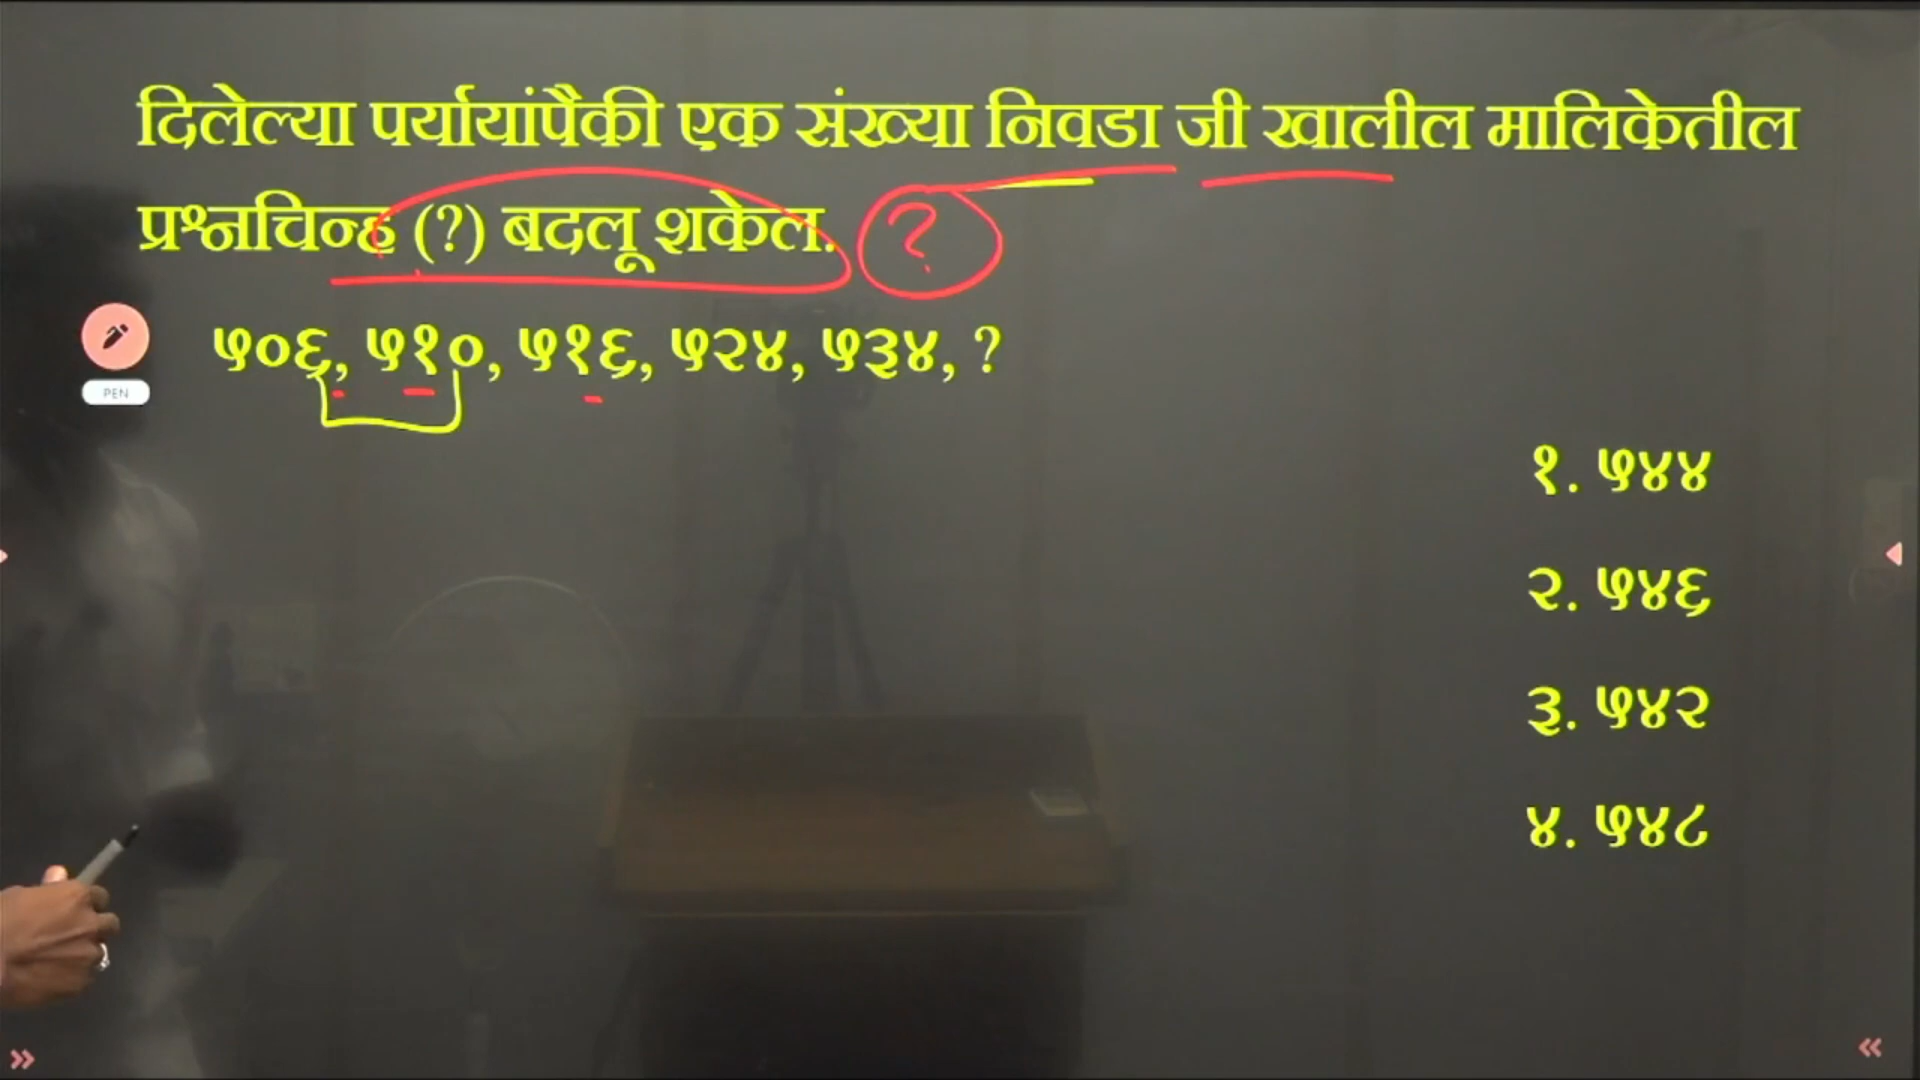 दिलेल्या पर्यायांपैकी एक संख्या निवडा जी खालील मालिकेतील
प्रश्नचिन्ह (?) बदलू शकेल. ?
५०६, ५१०, ५१६, ५२४, ५३४, ?
PEN
१. ५४४
२. ५४६
३. ५४२
४. ५४८